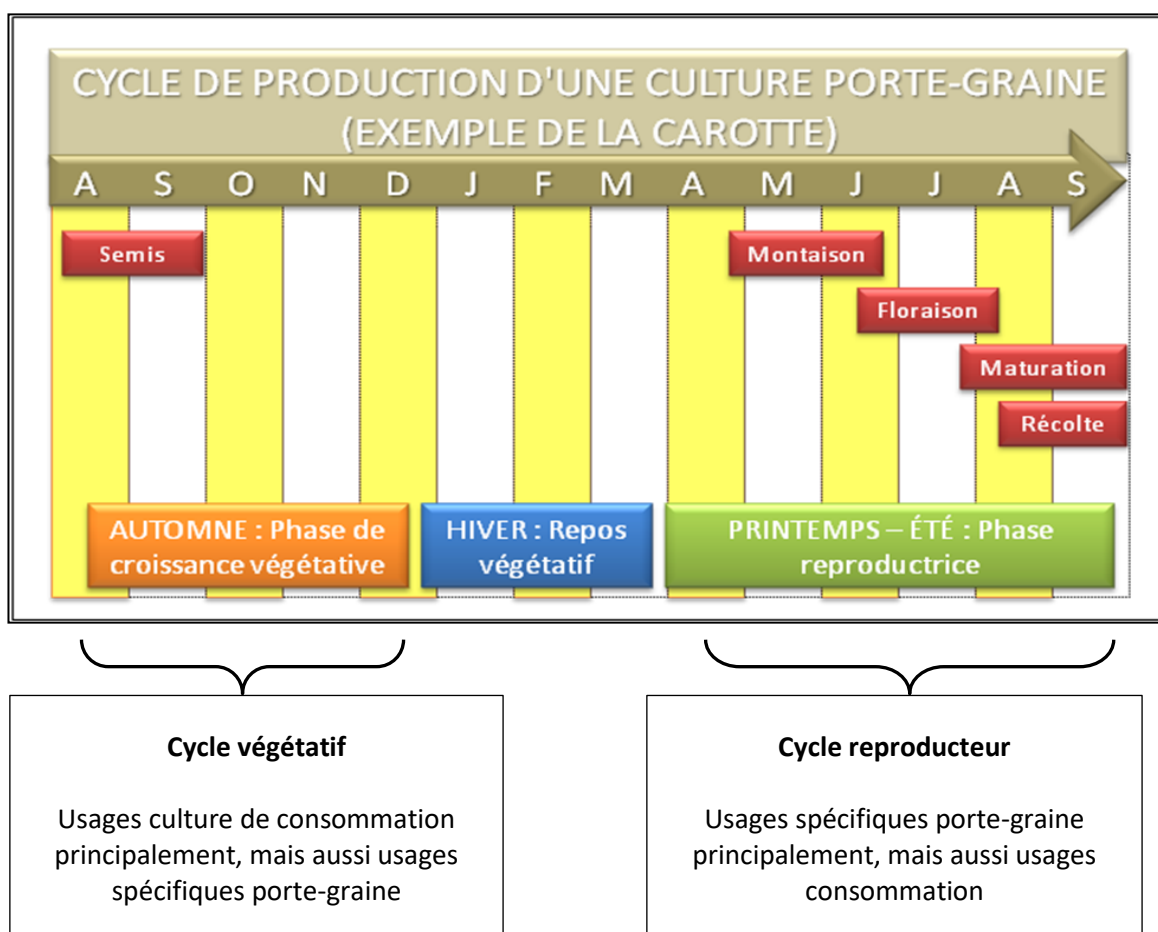 CYCLE DE PRODUCTION D'UNE CULTURE PORTE-GRAINE
(EXEMPLE DE LA CAROTTE)
A S O N D J F M A M J J A S
Semis
Montaison
Floraison
Maturation
Récolte
AUTOMNE : Phase de
croissance végétative
HIVER : Repos
végétatif
PRINTEMPS – ÉTÉ : Phase
reproductrice
Cycle végétatif
Usages culture de consommation
principalement, mais aussi usages
spécifiques porte-graine
Cycle reproducteur
Usages spécifiques porte-graine
principalement, mais aussi usages
consommation